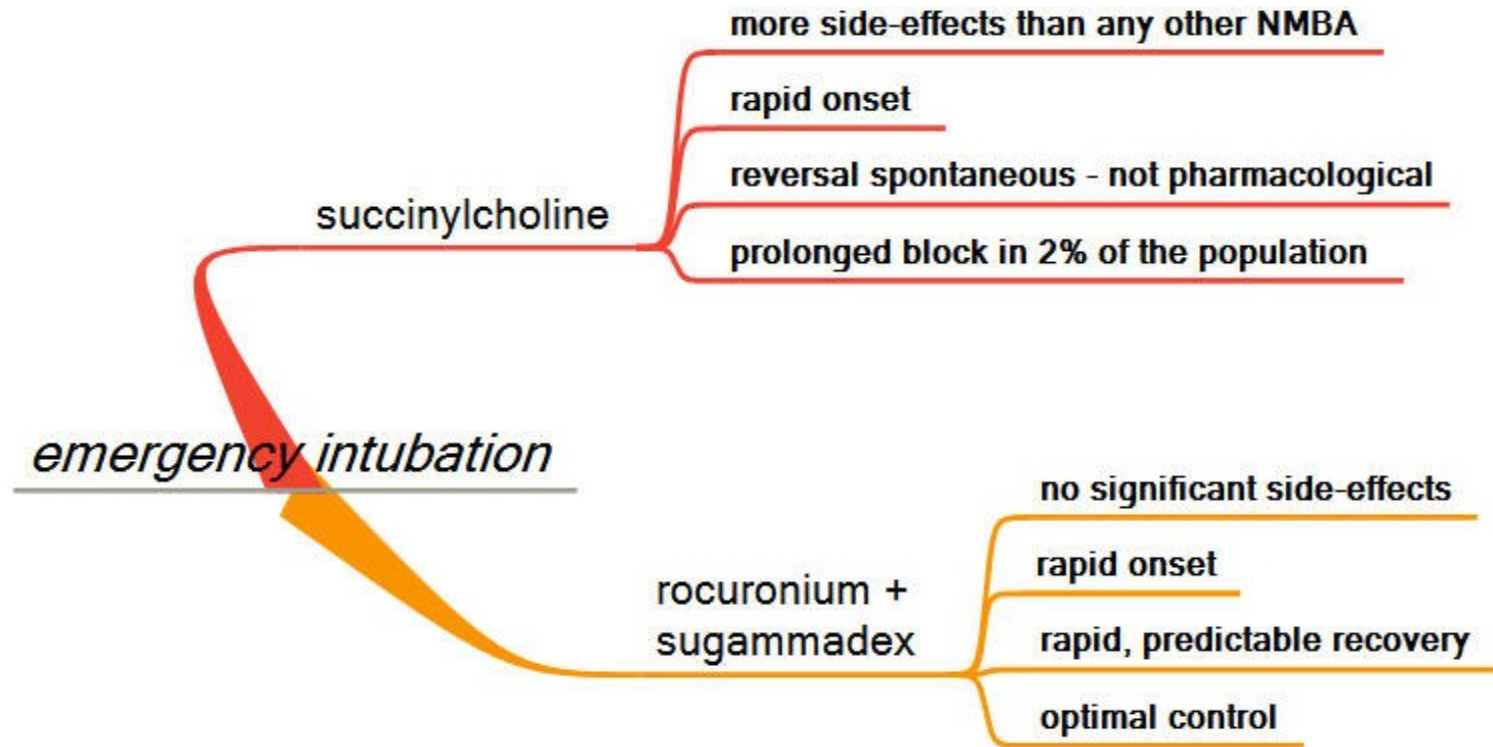 more side-effects than any other NMBA
rapid onset
reversal spontaneous - not pharmacological
succinylcholine
prolonged block in 2% of the population
emergency intubation
no significant side-effects
rapid onset
rocuronium +
sugammadex
rapid, predictable recovery
optimal control